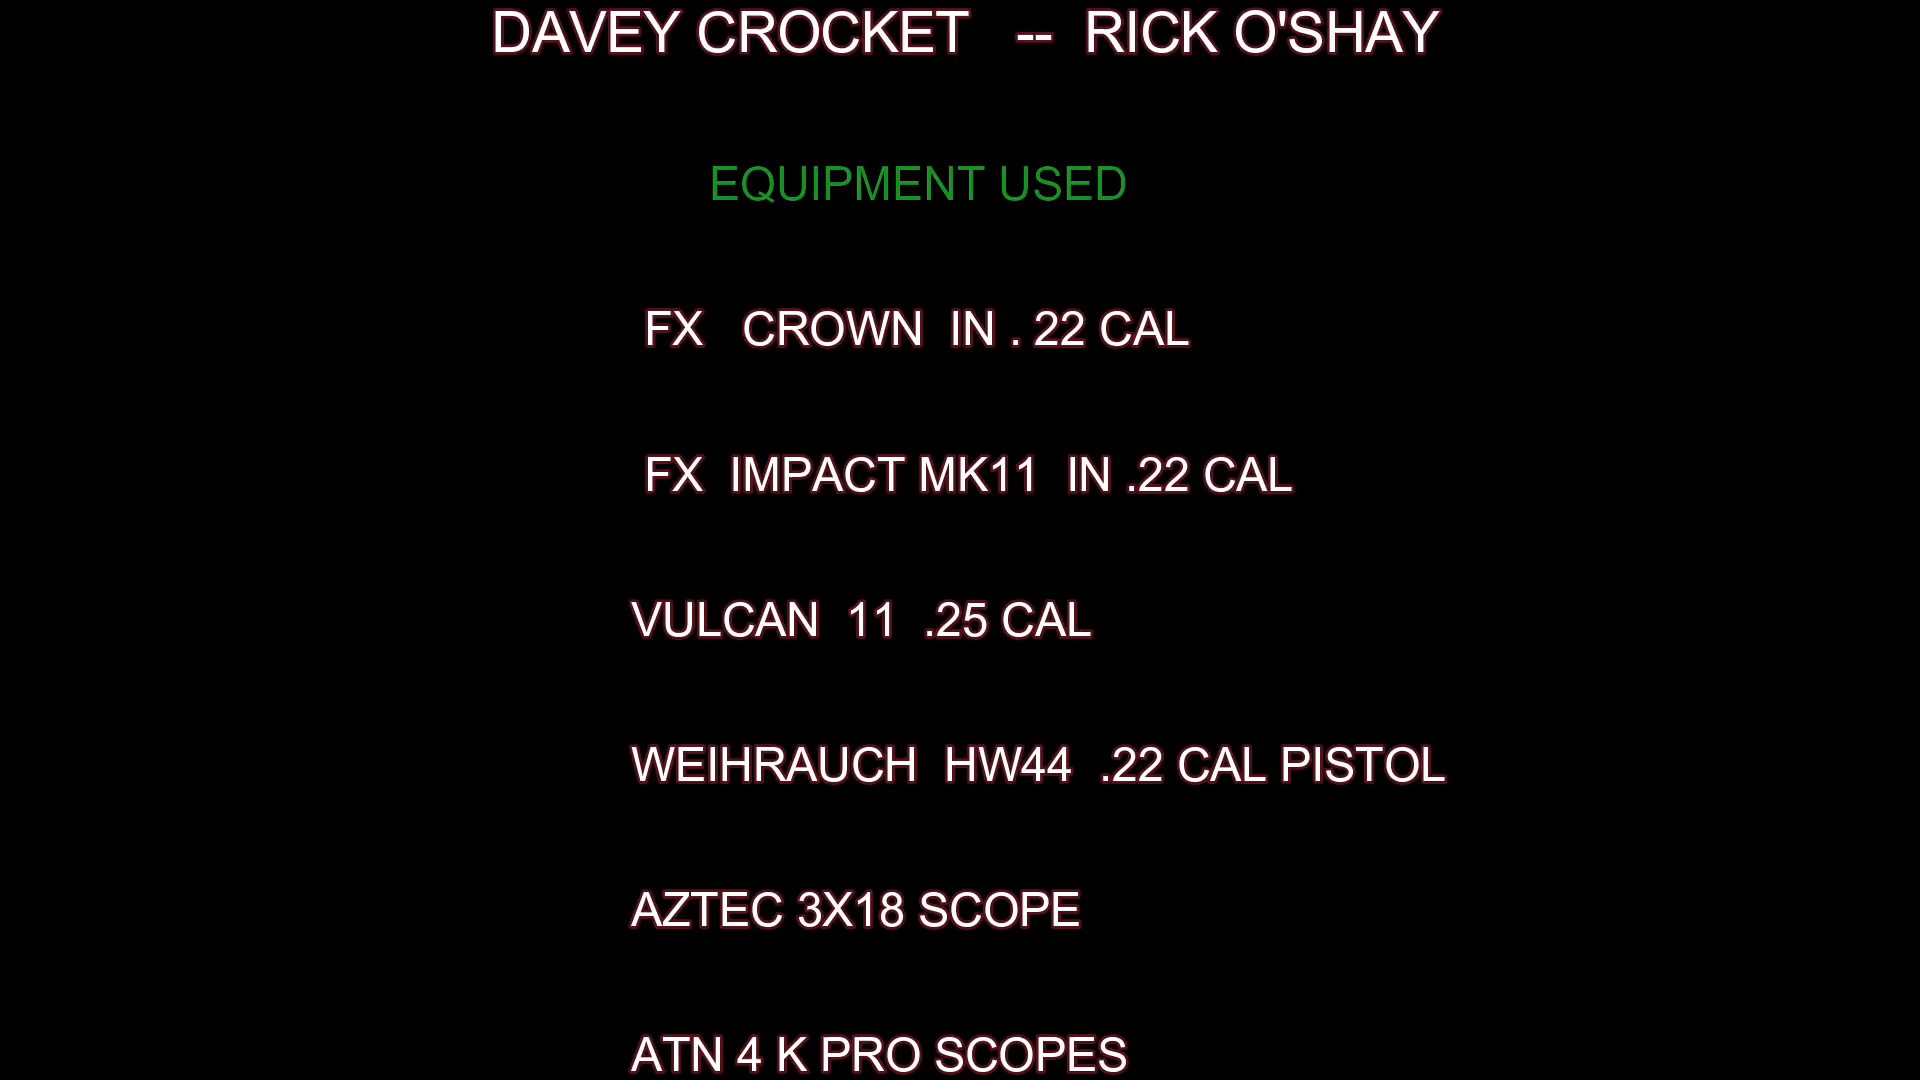 DAVEY CROCKET -- RICK O'SHAY
EQUIPMENT USED
FX CROWN IN . 22 CAL
FX IMPACT MK11 IN .22 CAL
VULCAN 11 .25 CAL
WEIHRAUCH HW44 .22 CAL PISTOL
AZTEC 3X18 SCOPE
ATN 4 K PRO SCOPES